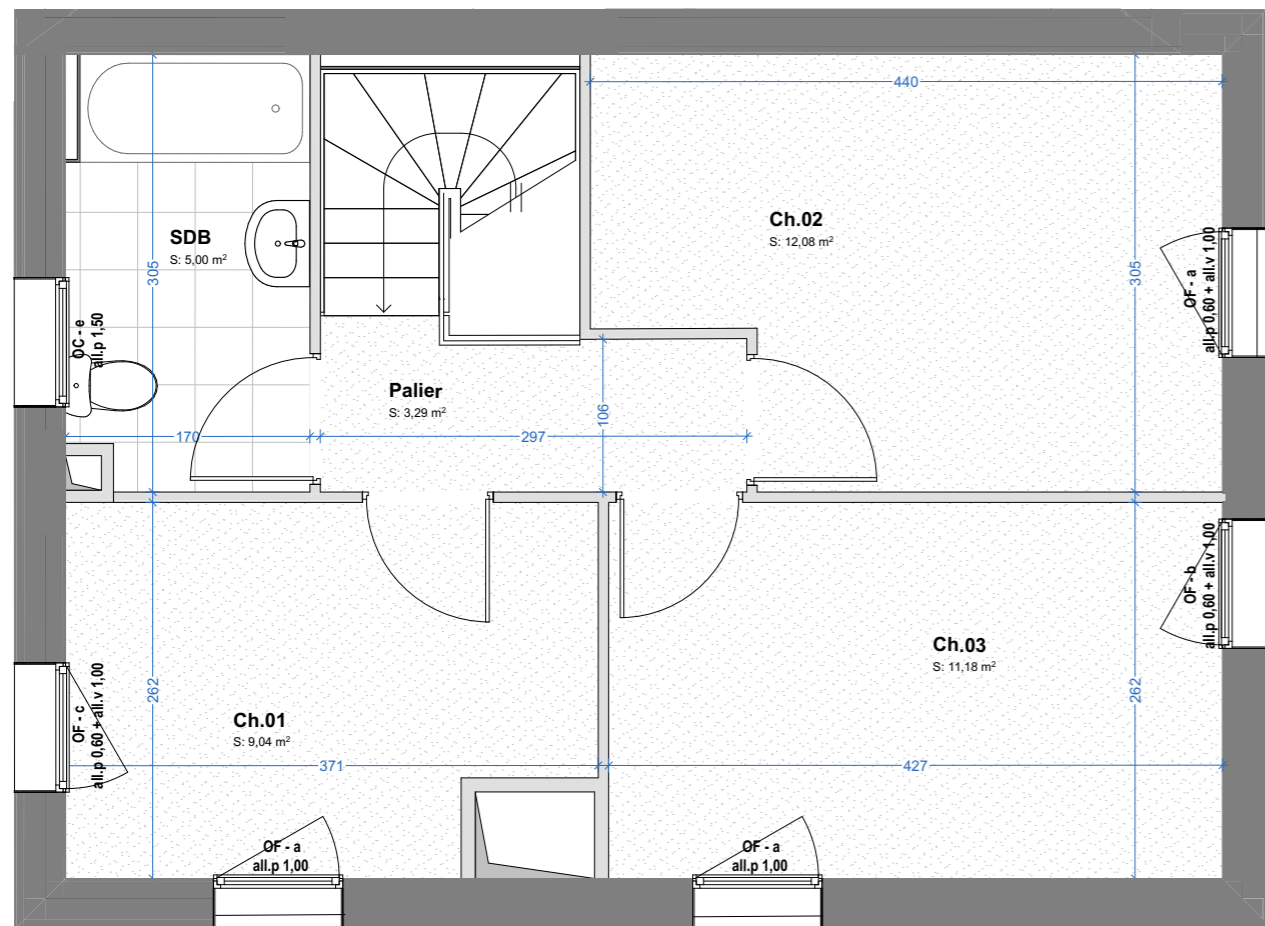 440
Ch.02
S: 12,08 m²
SDB
S: 5,00 m²
305
305
OF - a
all.p 0,60 + all.v 1,00
OC - e
all.p 1,50
Palier
S: 3,29 m²
106
170
297
OF - b
all.p 0,60 + all.v 1,00
Ch.03
S: 11,18 m²
262
262
OF - c
all.p 0,60 + all.v 1,00
Ch.01
S: 9,04 m²
371
427
OF - a
all.p 1,00
OF - a
all.p 1,00